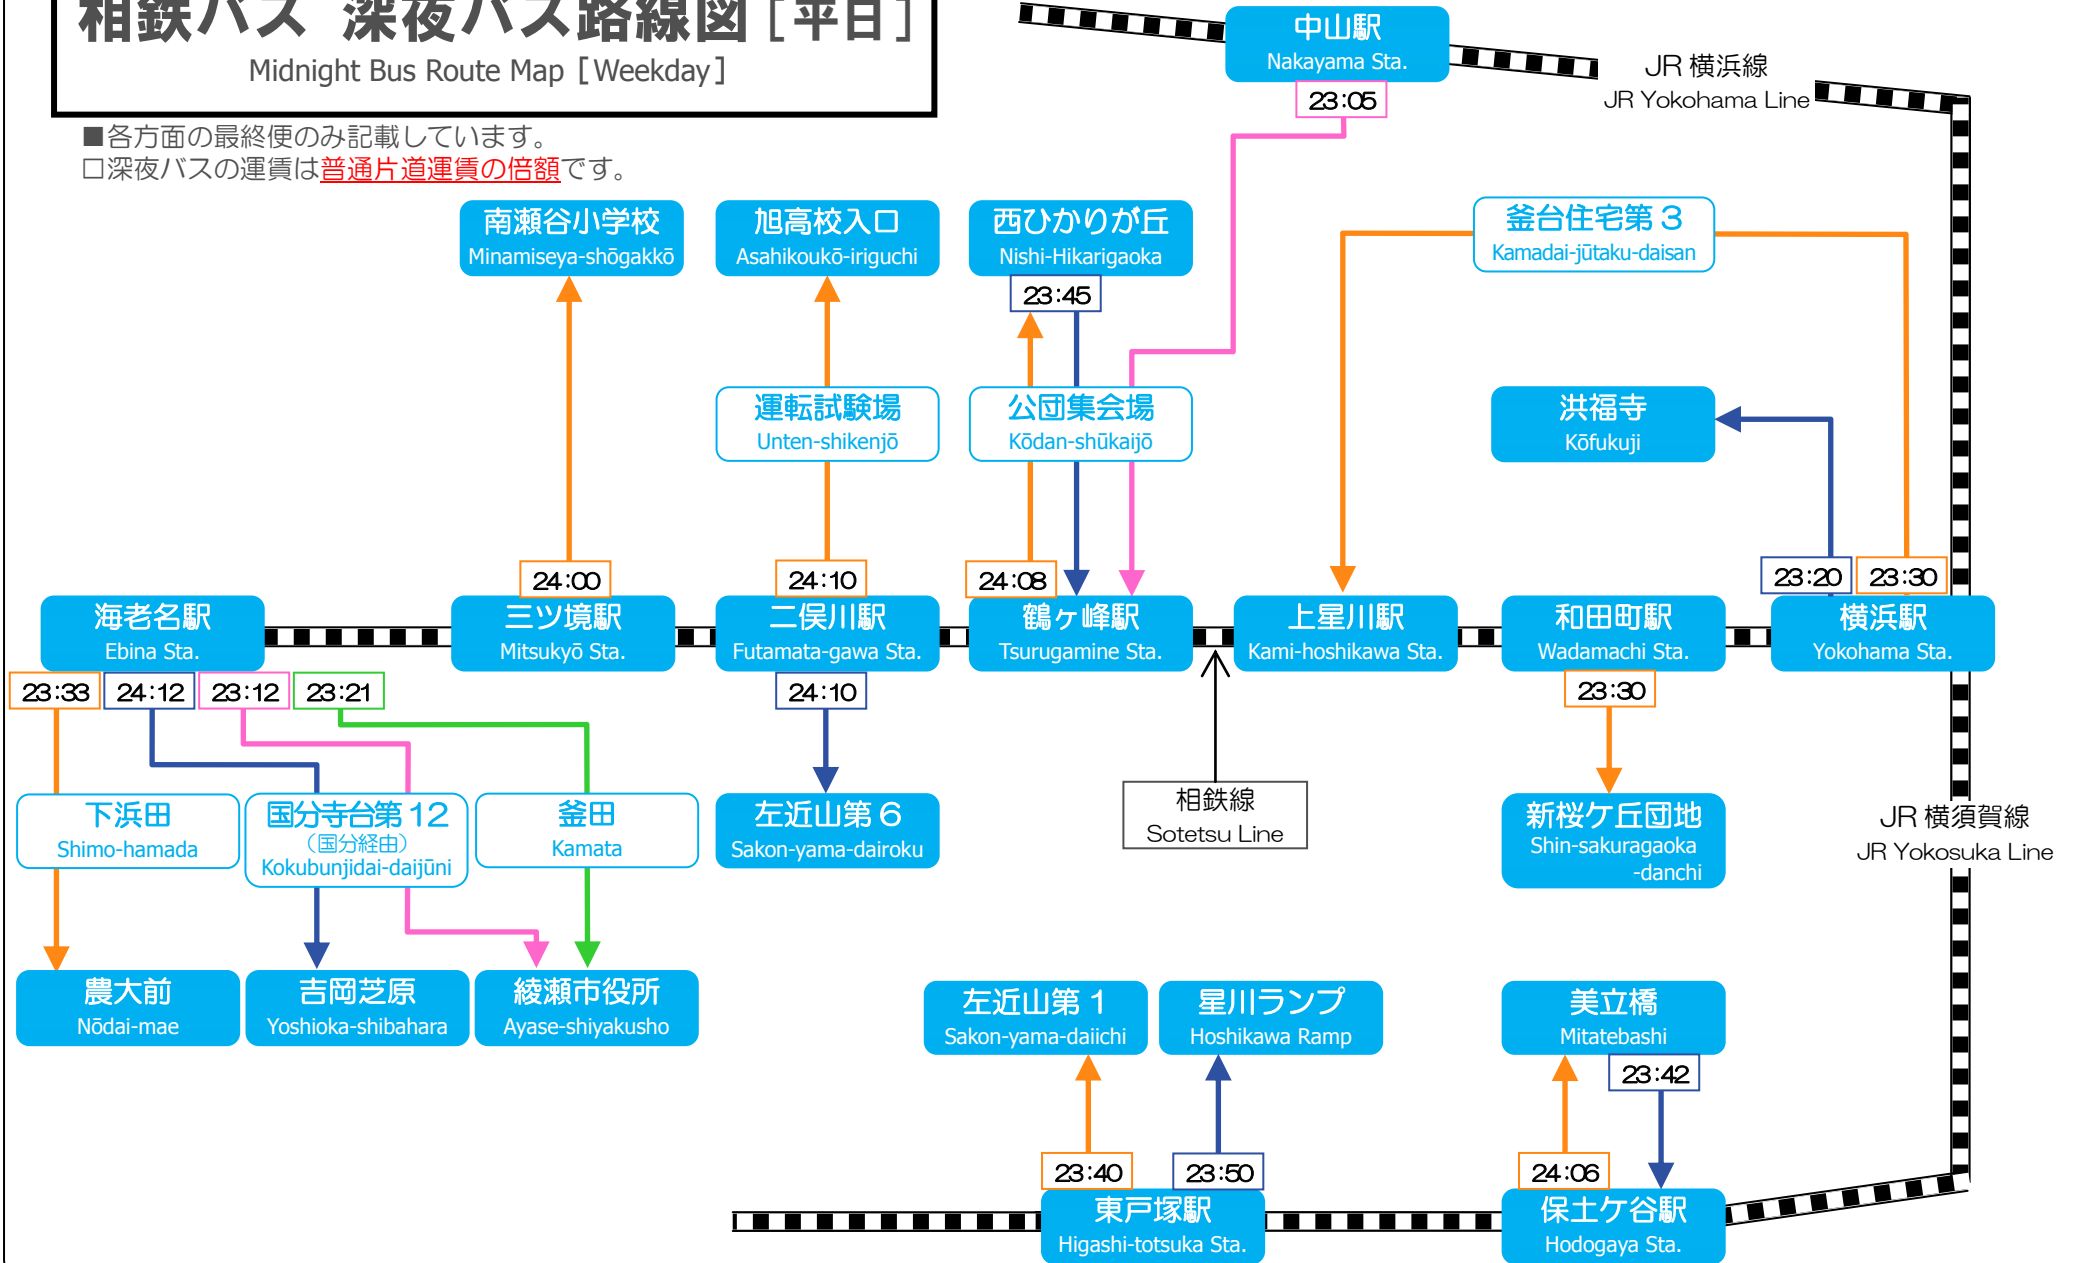 相鉄バス 深夜バス路線図［平日］
Midnight Bus Route Map［Weekday］
■各方面の最終便のみ記載しています。
□深夜バスの運賃は普通片道運賃の倍額です。
中山駅
Nakayama Sta.
23:05
JR 横浜線
JR Yokohama Line
南瀬谷小学校
Minamiseya-shōgakkō
旭高校入口
Asahikoukō-iriguchi
西ひかりが丘
Nishi-Hikarigaoka
23:45
釜台住宅第３
Kamadai-jūtaku-daisan
運転試験場
Unten-shikenjō
公団集会場
Kōdan-shūkaijō
洪福寺
Kōfukuji
24:00
24:10
24:08
23:20
23:30
海老名駅
Ebina Sta.
三ツ境駅
Mitsukyō Sta.
二俣川駅
Futamata-gawa Sta.
鶴ヶ峰駅
Tsurugamine Sta.
上星川駅
Kami-hoshikawa Sta.
和田町駅
Wadamachi Sta.
横浜駅
Yokohama Sta.
23:33
24:12
23:12
23:21
24:10
23:30
下浜田
Shimo-hamada
国分寺台第12
（国分経由）
Kokubunjidai-daijūni
釜田
Kamata
左近山第６
Sakon-yama-dairoku
相鉄線
Sotetsu Line
新桜ケ丘団地
Shin-sakuragaoka
-danchi
JR 横須賀線
JR Yokosuka Line
農大前
Nōdai-mae
吉岡芝原
Yoshioka-shibahara
綾瀬市役所
Ayase-shiyakusho
左近山第１
Sakon-yama-daiichi
星川ランプ
Hoshikawa Ramp
美立橋
Mitatebashi
23:42
23:40
23:50
24:06
東戸塚駅
Higashi-totsuka Sta.
保土ケ谷駅
Hodogaya Sta.